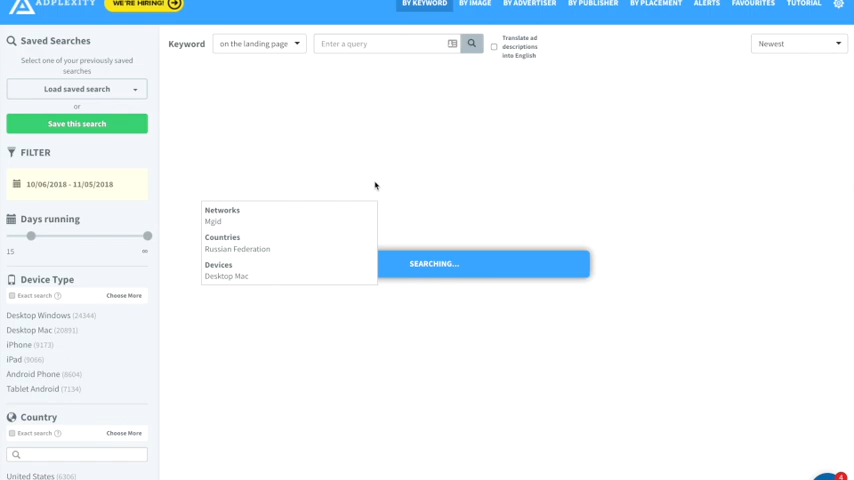 ADPLEXITY
WE'RE HIRING!
BY KEYWORD BY IMAGE BY ADVERTISER BY PUBLISHER BY PLACEMENT ALERTS FAVOURITES TUTORIAL
Saved Searches
Select one of your previously saved
searches
Load saved search
or
Save this search
FILTER
10/06/2018 - 11/05/2018
Days running
15 ∞
Device Type
Exact search ? Choose More
Desktop Windows (24344)
Desktop Mac (20891)
iPhone (9173)
iPad (9066)
Android Phone (8604)
Tablet Android (7134)
Country
Exact search ? Choose More
United States (6306)
Keyword on the landing page Enter a query
Translate ad
descriptions
into English
Newest
Networks
Mgid
Countries
Russian Federation
Devices
Desktop Mac
SEARCHING...
4